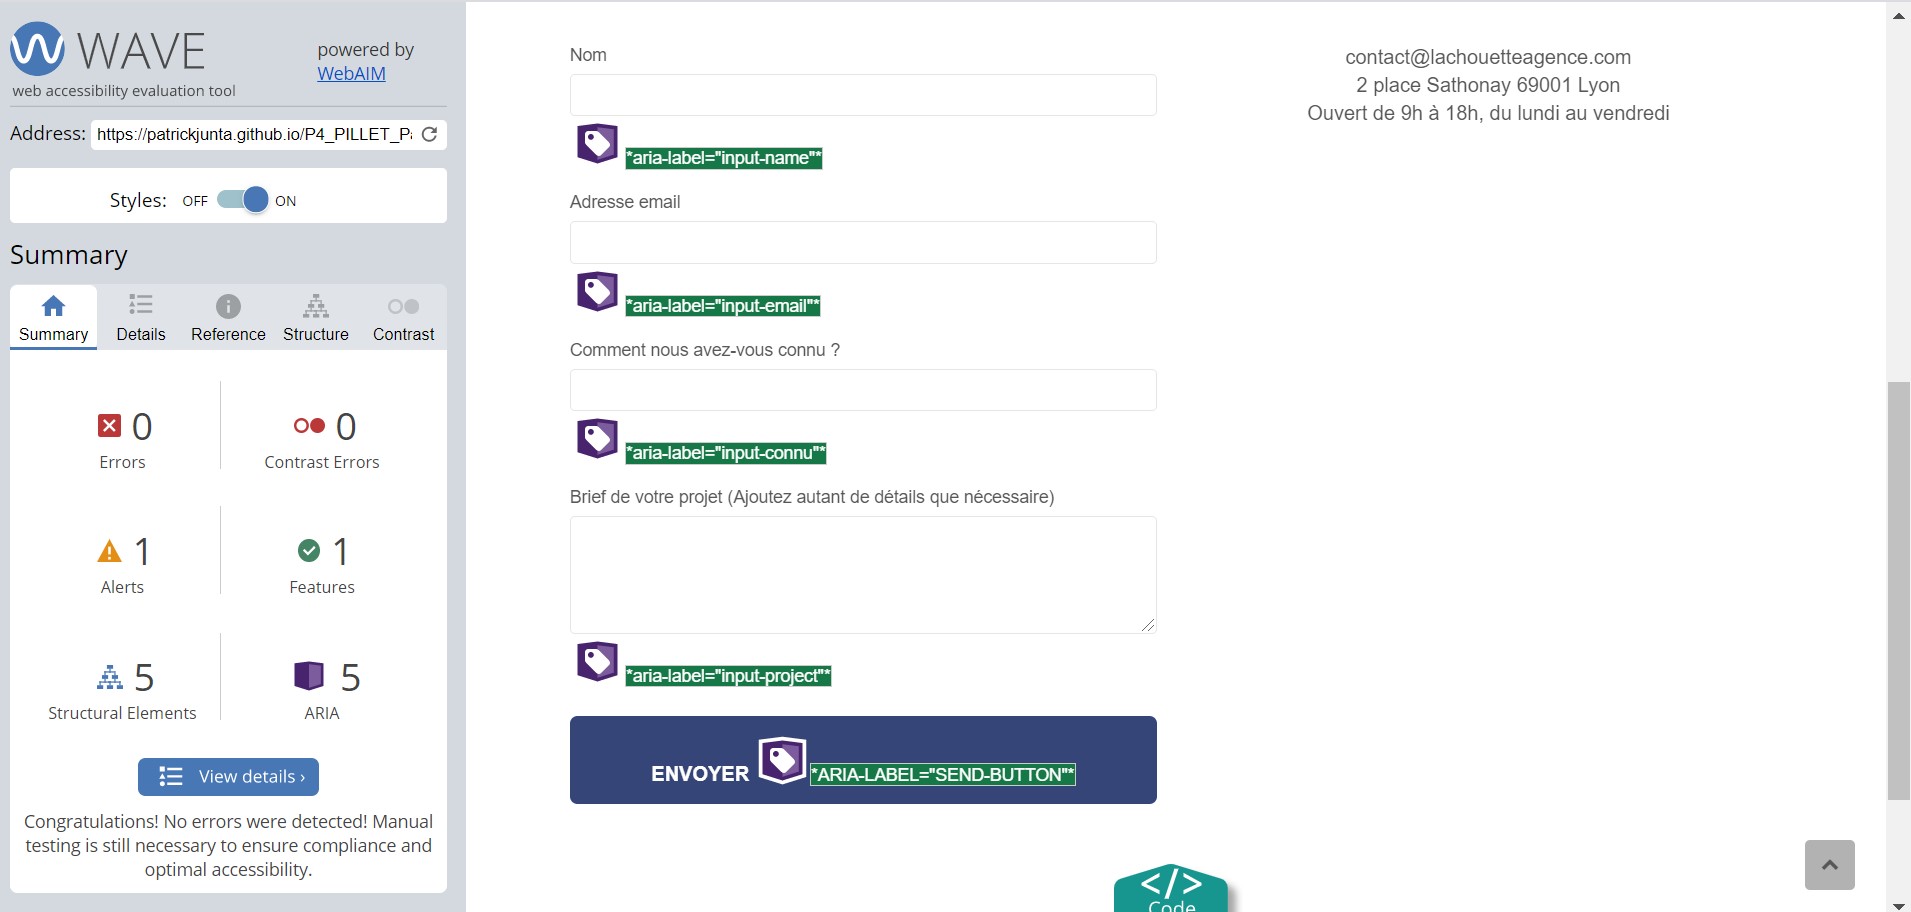 WAVE
powered by
WebAIM
web accessibility evaluation tool
Address: https://patrickjunta.github.io/P4_PILLET_Pa
Styles: OFF ON
Summary
Summary Details Reference Structure Contrast
0
Errors
0
Contrast Errors
1
Alerts
1
Features
5
Structural Elements
5
ARIA
View details ›
Congratulations! No errors were detected! Manual
testing is still necessary to ensure compliance and
optimal accessibility.
Nom
*aria-label="input-name"*
Adresse email
*aria-label="input-email"*
Comment nous avez-vous connu ?
*aria-label="input-connu"*
Brief de votre projet (Ajoutez autant de détails que nécessaire)
*aria-label="input-project"*
ENVOYER *ARIA-LABEL="SEND-BUTTON"*
contact@lachouetteagence.com
2 place Sathonay 69001 Lyon
Ouvert de 9h à 18h, du lundi au vendredi
</>
Code